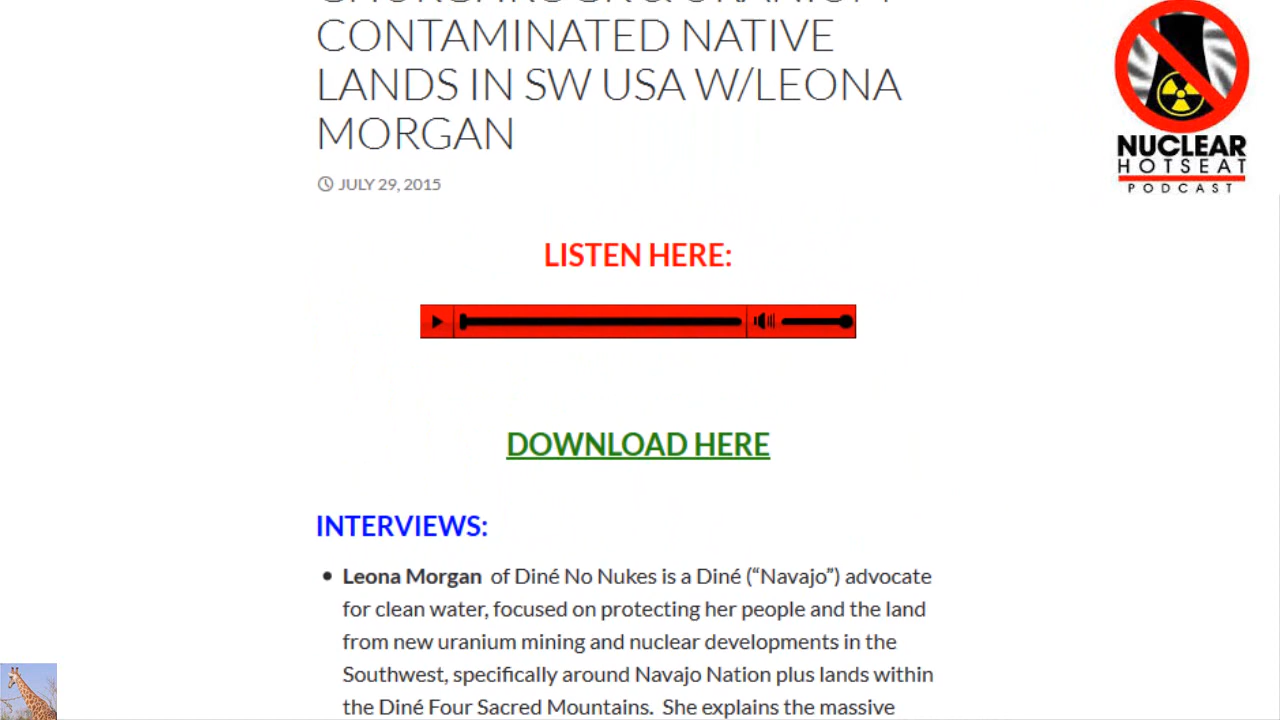 CHURCHROCK & URANIUM
CONTAMINATED NATIVE
LANDS IN SW USA W/LEONA
MORGAN
JULY 29, 2015
NUCLEAR
HOTSEAT
PODCAST
LISTEN HERE:
DOWNLOAD HERE
INTERVIEWS:
Leona Morgan of Diné No Nukes is a Diné (“Navajo”) advocate
for clean water, focused on protecting her people and the land
from new uranium mining and nuclear developments in the
Southwest, specifically around Navajo Nation plus lands within
the Diné Four Sacred Mountains. She explains the massive